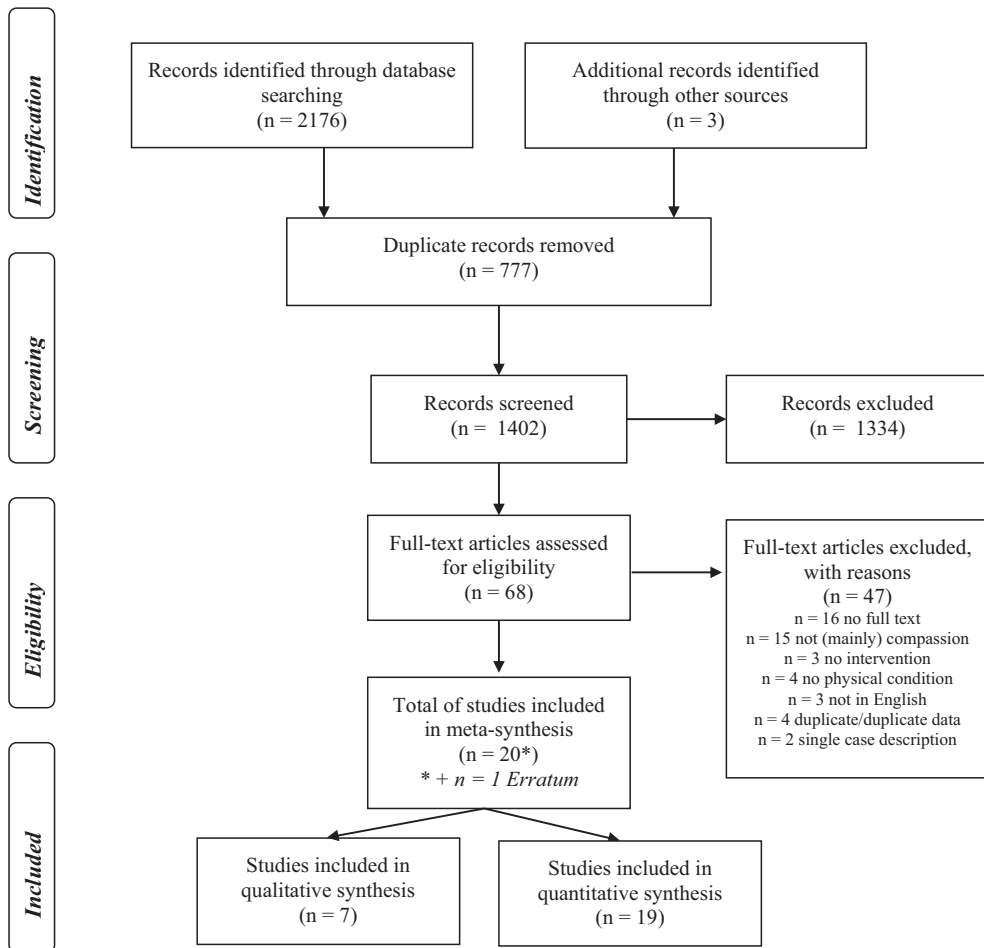 Identification
Records identified through database
searching
(n = 2176)
Additional records identified
through other sources
(n = 3)
Duplicate records removed
(n = 777)
Screening
Records screened
(n = 1402)
Records excluded
(n = 1334)
Eligibility
Full-text articles assessed
for eligibility
(n = 68)
Full-text articles excluded,
with reasons
(n = 47)
n = 16 no full text
n = 15 not (mainly) compassion
n = 3 no intervention
n = 4 no physical condition
n = 3 not in English
n = 4 duplicate/duplicate data
n = 2 single case description
Total of studies included
in meta-synthesis
(n = 20*)
* + n = 1 Erratum
Included
Studies included in
qualitative synthesis
(n = 7)
Studies included in
quantitative synthesis
(n = 19)